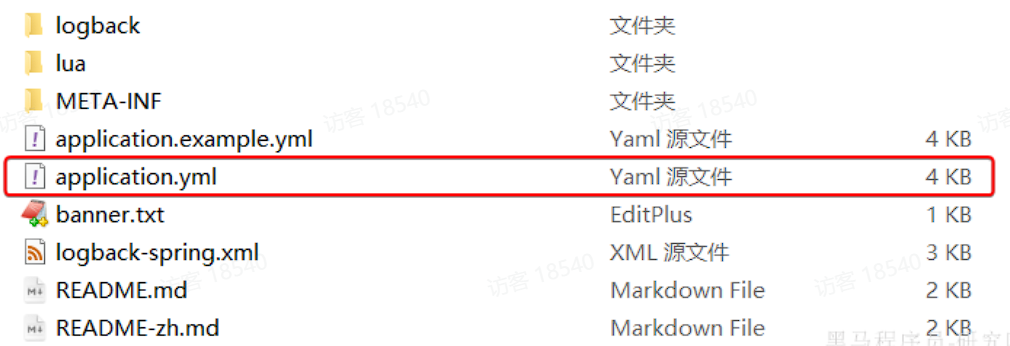 logback 文件夹
lua 文件夹
META-INF 文件夹
application.example.yml Yaml 源文件 4 KB
application.yml Yaml 源文件 4 KB
banner.txt EditPlus 1 KB
logback-spring.xml XML 源文件 3 KB
README.md Markdown File 2 KB
README-zh.md Markdown File 2 KB
访客 18540
访客 18540
访客 18540
访客 18540
访客 18540
黑马程序员-研究